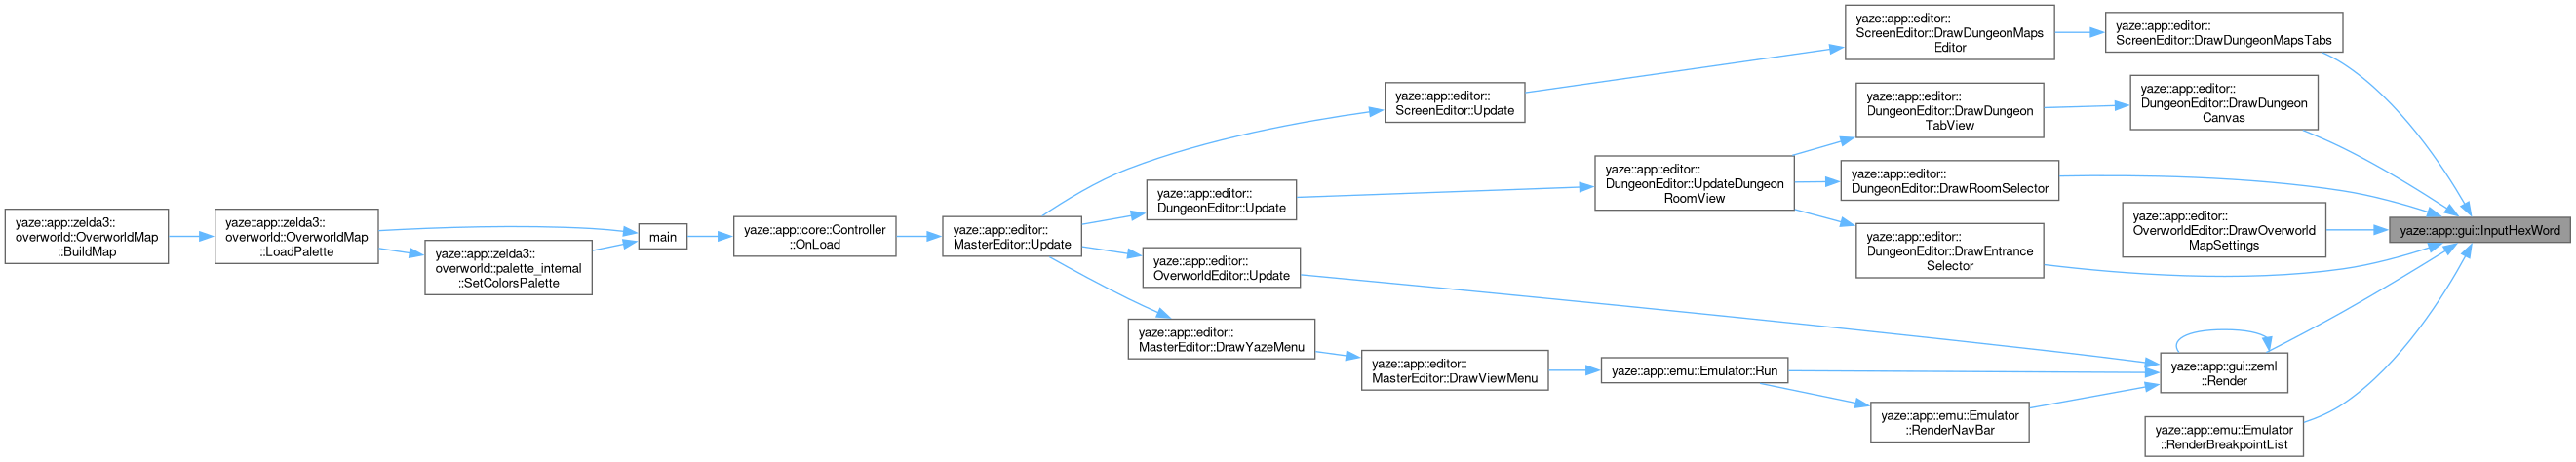 yaze::app::zelda3::
overworld::OverworldMap
::BuildMap
yaze::app::zelda3::
overworld::OverworldMap
::LoadPalette
yaze::app::zelda3::
overworld::palette_internal
::SetColorsPalette
main
yaze::app::core::Controller
::OnLoad
yaze::app::editor::
MasterEditor::Update
yaze::app::editor::
ScreenEditor::Update
yaze::app::editor::
DungeonEditor::Update
yaze::app::editor::
OverworldEditor::Update
yaze::app::editor::
MasterEditor::DrawYazeMenu
yaze::app::editor::
MasterEditor::DrawViewMenu
yaze::app::editor::
DungeonEditor::UpdateDungeon
RoomView
yaze::app::emu::Emulator::Run
yaze::app::editor::
ScreenEditor::DrawDungeonMaps
Editor
yaze::app::editor::
DungeonEditor::DrawDungeon
TabView
yaze::app::editor::
DungeonEditor::DrawRoomSelector
yaze::app::editor::
DungeonEditor::DrawEntrance
Selector
yaze::app::emu::Emulator
::RenderNavBar
yaze::app::editor::
ScreenEditor::DrawDungeonMapsTabs
yaze::app::editor::
DungeonEditor::DrawDungeon
Canvas
yaze::app::editor::
OverworldEditor::DrawOverworld
MapSettings
yaze::app::gui::zeml
::Render
yaze::app::emu::Emulator
::RenderBreakpointList
yaze::app::gui::InputHexWord